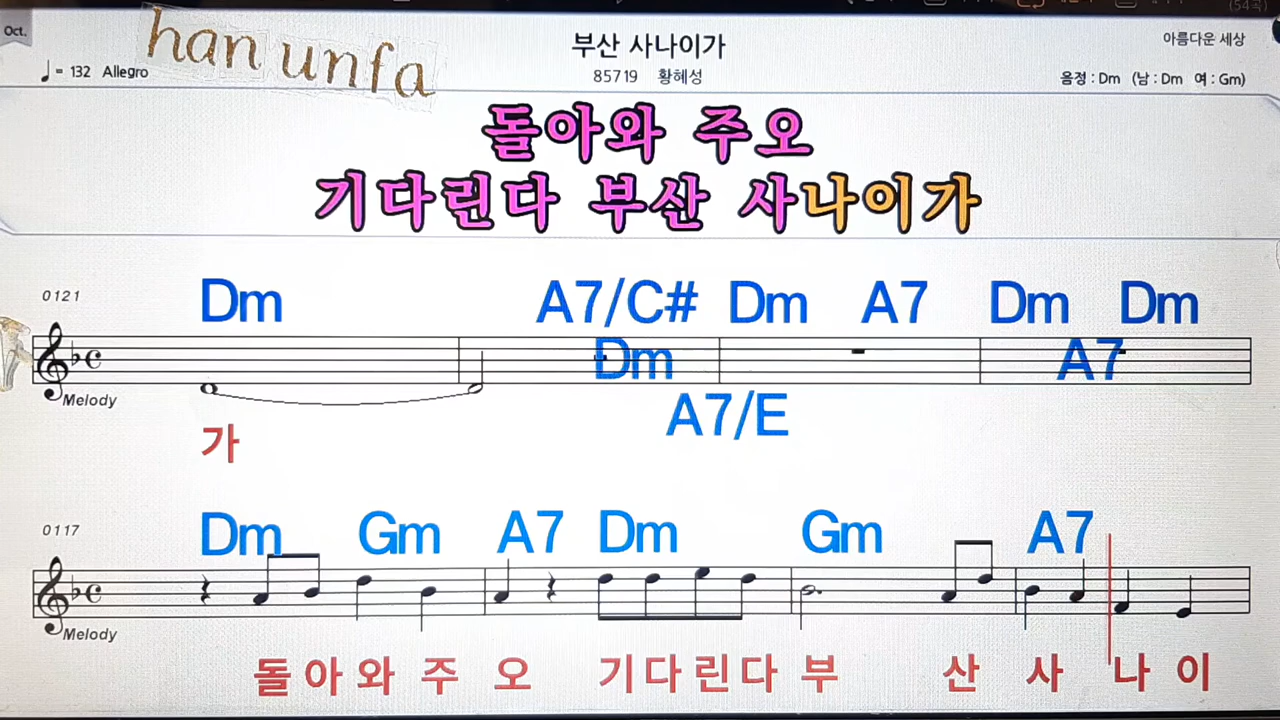 (54곡)
Oct.
han unfa
부산 사나이가
아름다운 세상
♩= 132 Allegro
85719 황혜성
음정 : Dm (남 : Dm 여 : Gm)
돌아와 주오
기다린다 부산 사나이가
0121
Dm A7/C# Dm A7 Dm Dm
Dm A7
Melody
A7/E
가
0117
Dm Gm A7 Dm Gm A7
Melody
돌 아 와 주 오 기 다 린 다 부 산 사 나 이